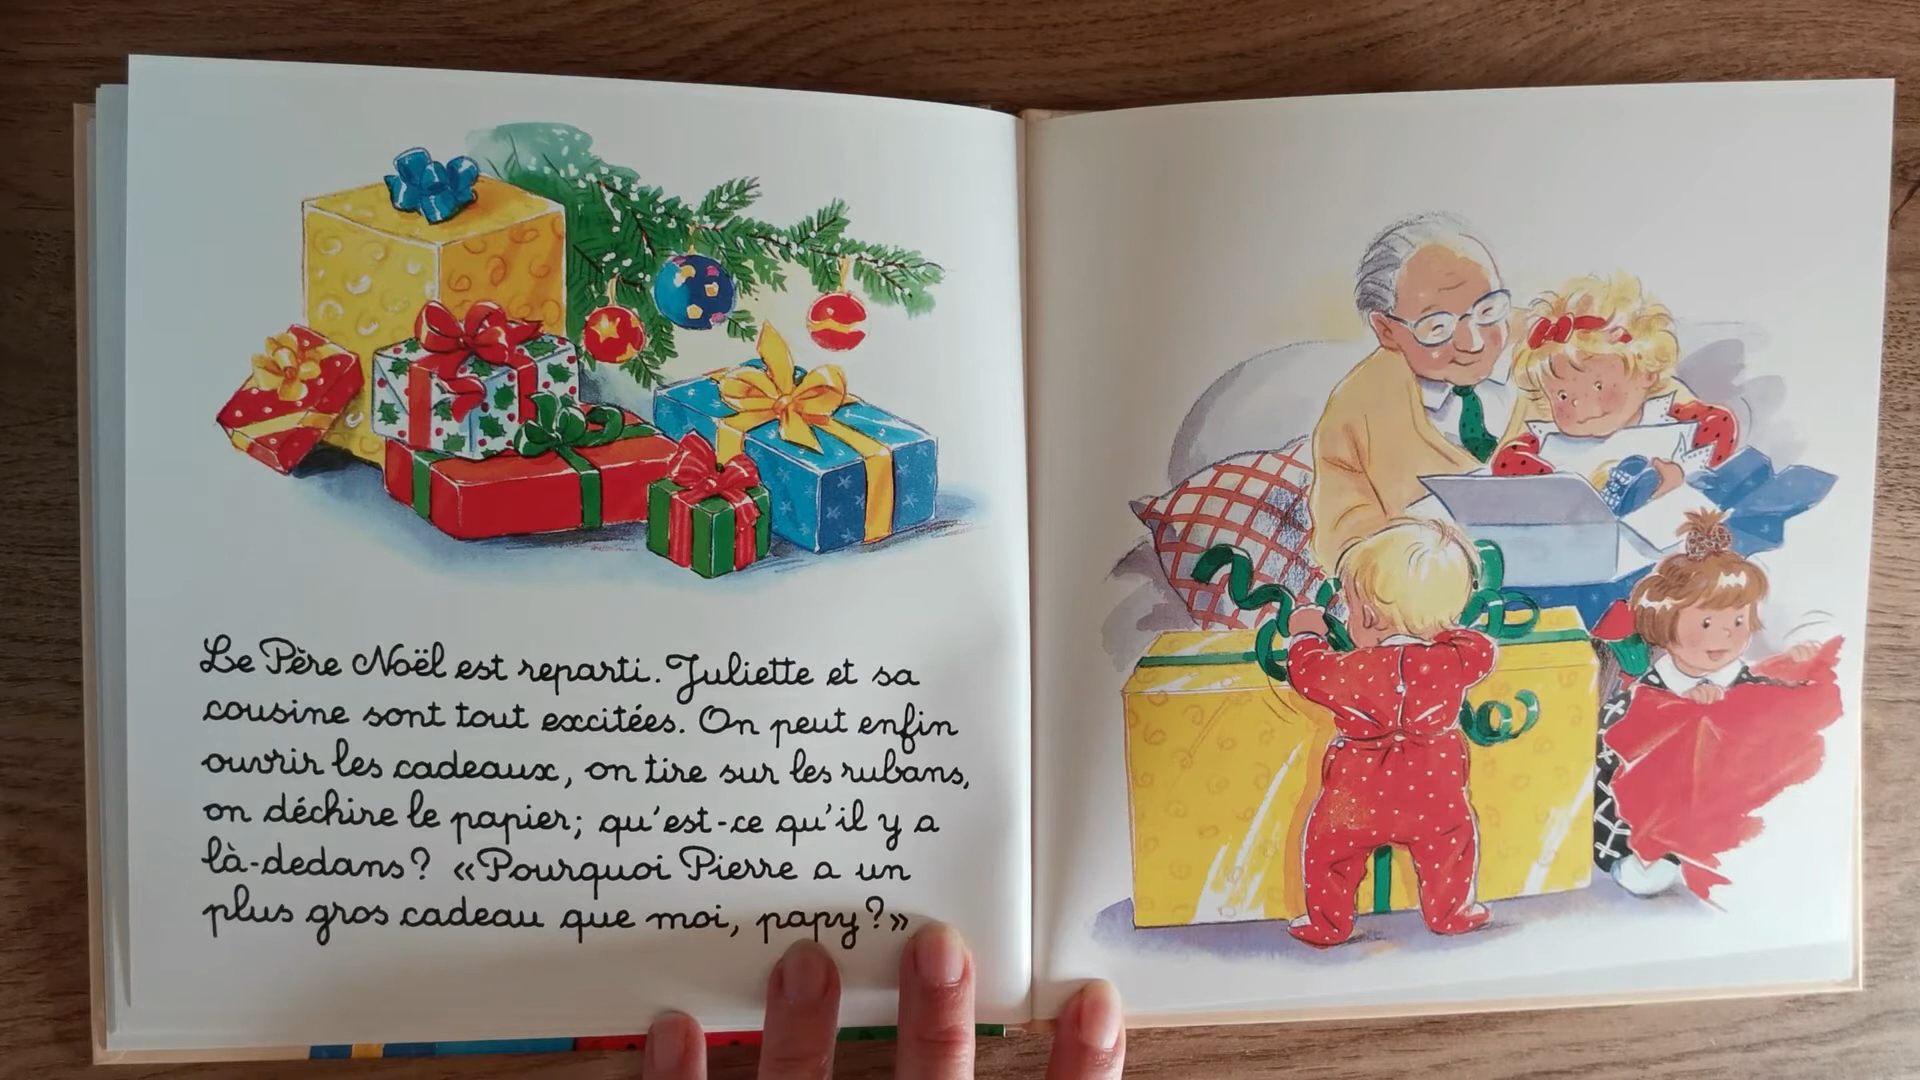 Le Père Noël est reparti. Juliette et sa
cousine sont tout excitées. On peut enfin
ouvrir les cadeaux, on tire sur les rubans,
on déchire le papier; qu'est-ce qu'il y a
là-dedans? «Pourquoi Pierre a un
plus gros cadeau que moi, papy?»